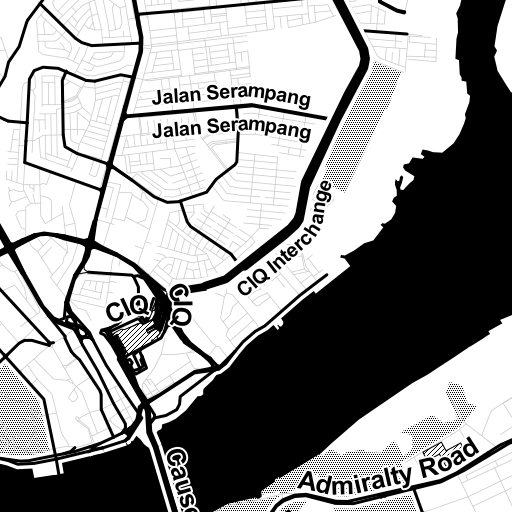 Jalan Serampang
Jalan Serampang
CIQ Interchange
CIQ
CIQ
Admiralty Road